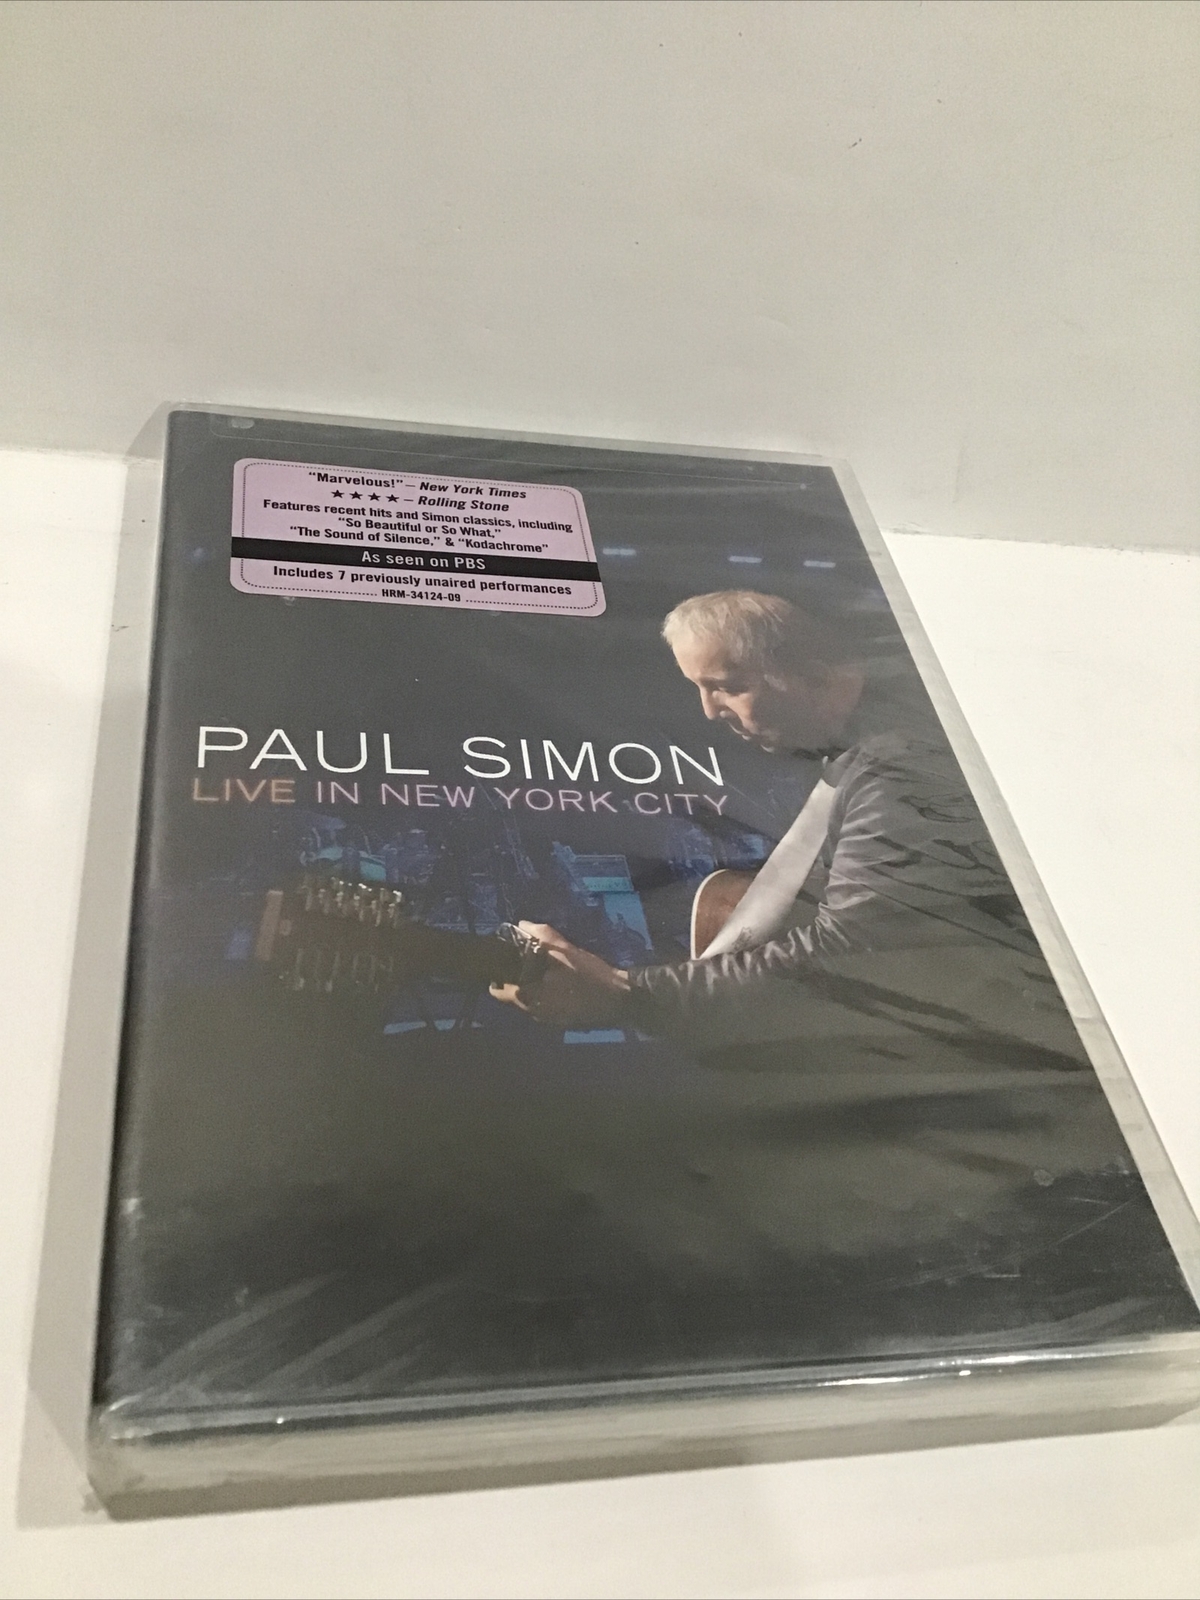 "Marvelous!" – New York Times
★★★★ – Rolling Stone
Features recent hits and Simon classics, including
"So Beautiful or So What,"
"The Sound of Silence," & "Kodachrome"
As seen on PBS
Includes 7 previously unaired performances
HRM-34124-09
PAUL SIMON
LIVE IN NEW YORK CITY